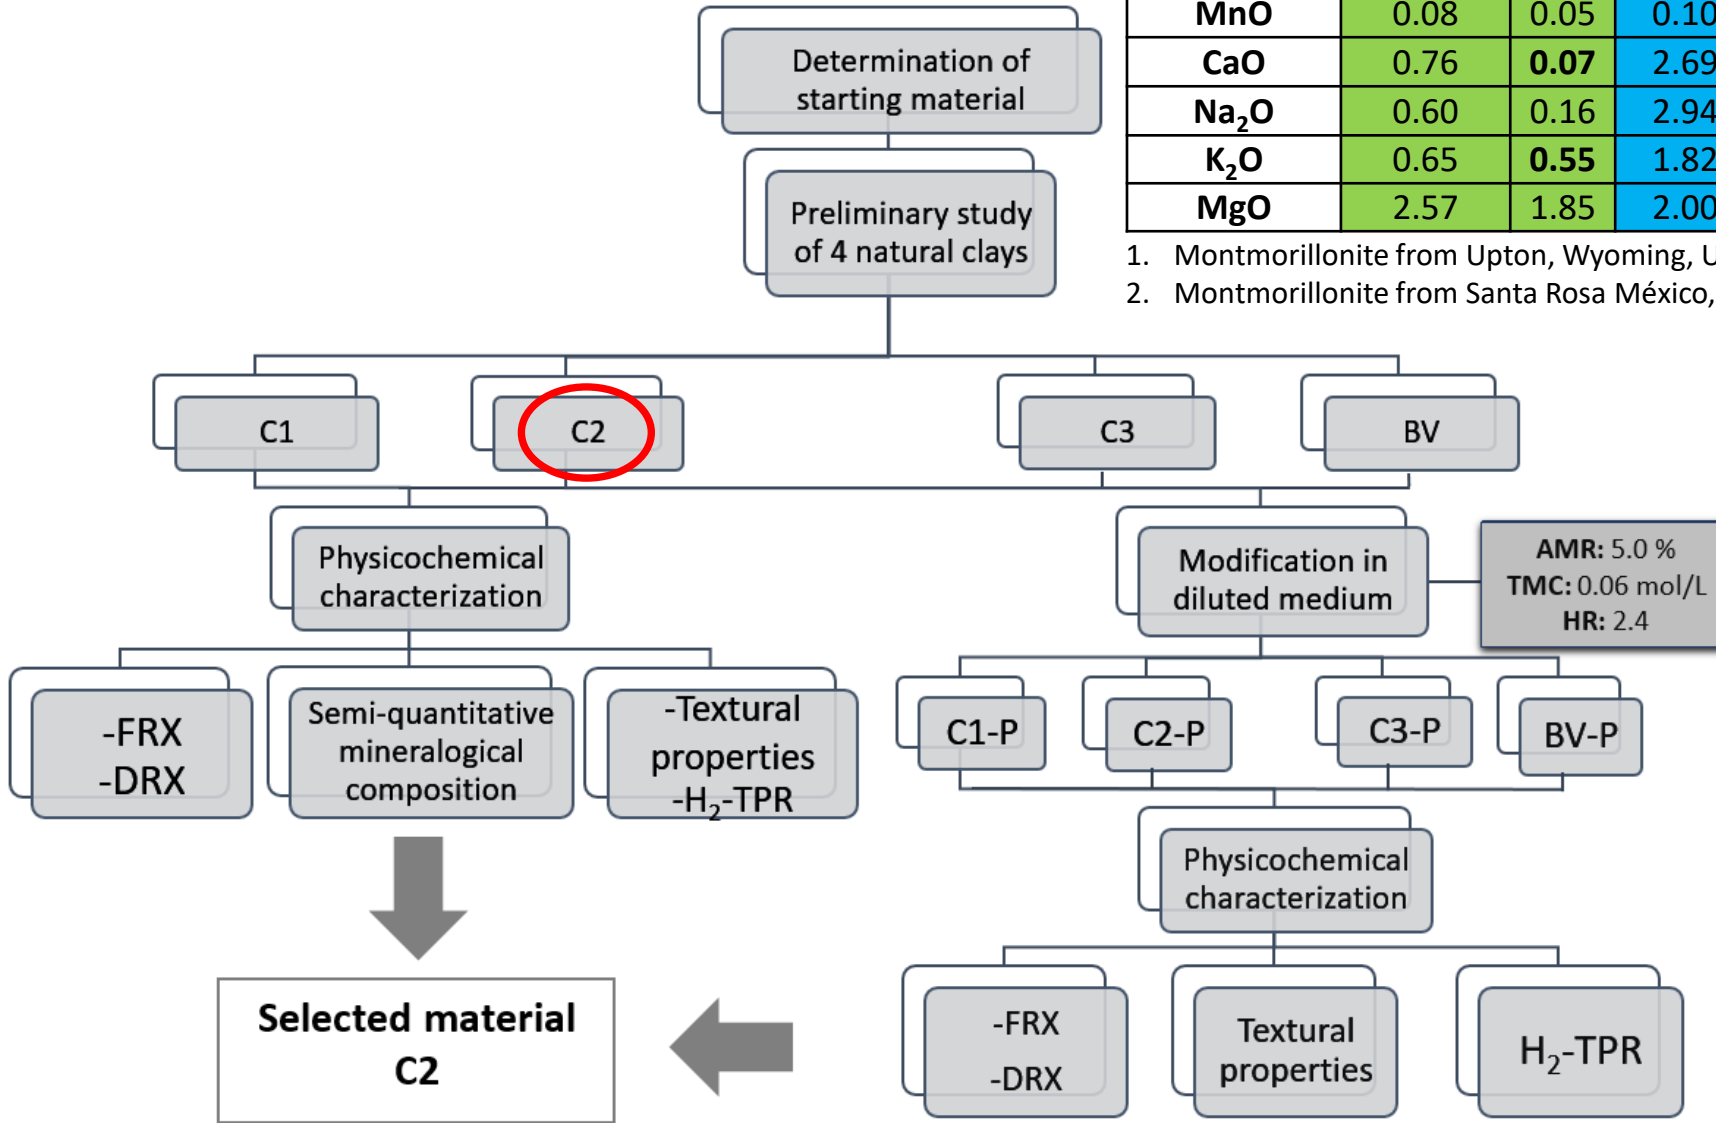 Determination of
starting material
Preliminary study
of 4 natural clays
MnO 0.08 0.05 0.10
CaO 0.76 0.07 2.69
Na₂O 0.60 0.16 2.94
K₂O 0.65 0.55 1.82
MgO 2.57 1.85 2.00
1. Montmorillonite from Upton, Wyoming, U
2. Montmorillonite from Santa Rosa México,
C1
C2
C3
BV
Physicochemical
characterization
Modification in
diluted medium
AMR: 5.0 %
TMC: 0.06 mol/L
HR: 2.4
-FRX
-DRX
Semi-quantitative
mineralogical
composition
-Textural
properties
-H₂-TPR
C1-P
C2-P
C3-P
BV-P
Physicochemical
characterization
-FRX
-DRX
Textural
properties
H₂-TPR
Selected material
C2